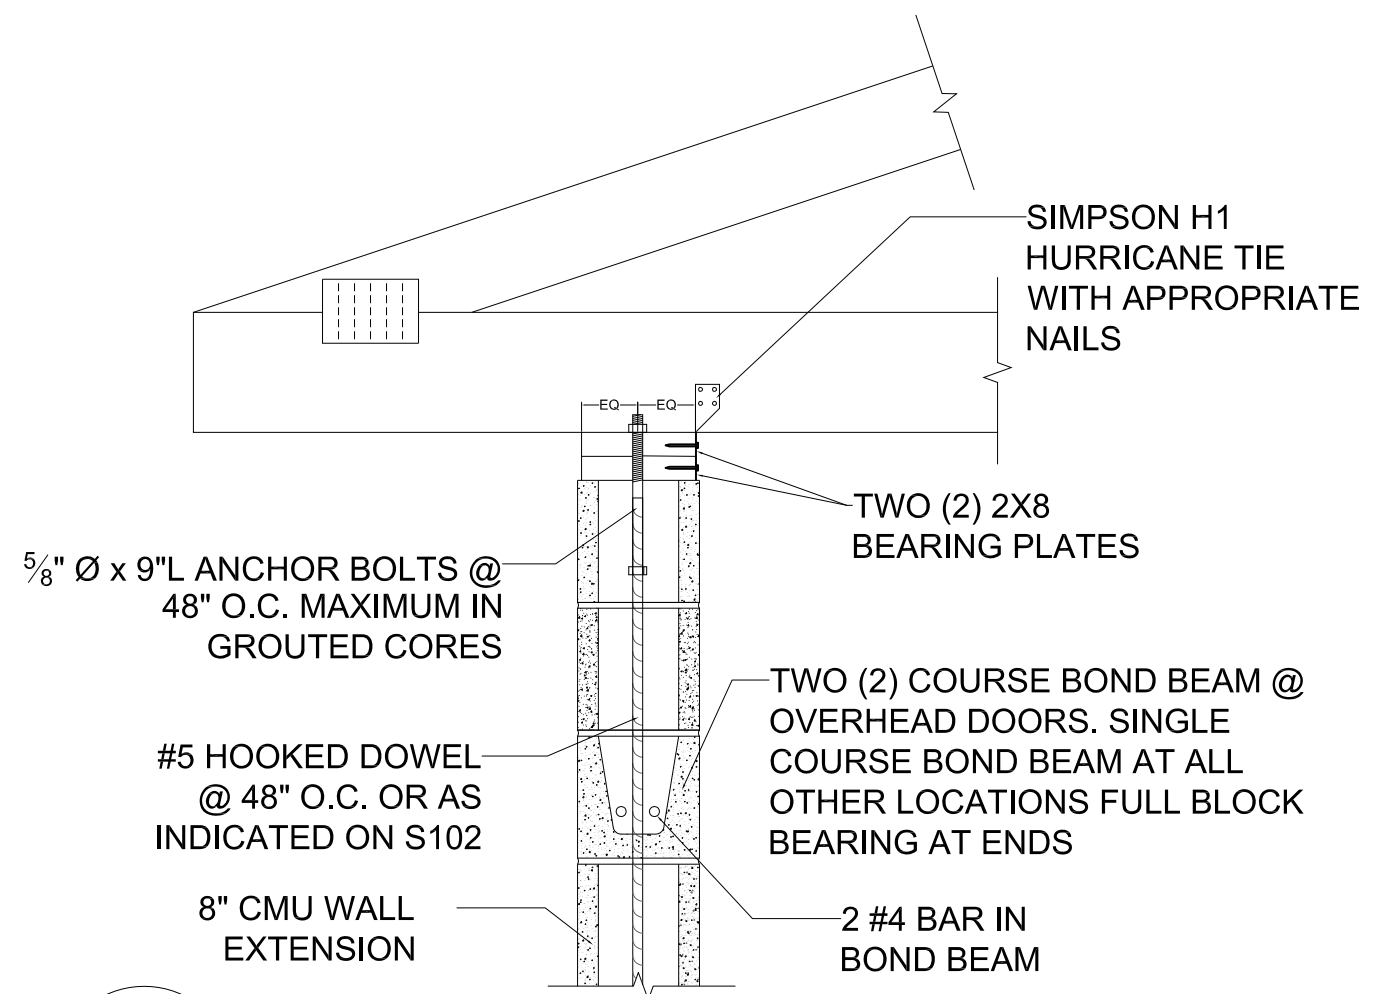 SIMPSON H1
HURRICANE TIE
WITH APPROPRIATE
NAILS
EQ EQ
TWO (2) 2X8
BEARING PLATES
⅝" Ø x 9"L ANCHOR BOLTS @
48" O.C. MAXIMUM IN
GROUTED CORES
TWO (2) COURSE BOND BEAM @
OVERHEAD DOORS. SINGLE
COURSE BOND BEAM AT ALL
OTHER LOCATIONS FULL BLOCK
BEARING AT ENDS
#5 HOOKED DOWEL
@ 48" O.C. OR AS
INDICATED ON S102
8" CMU WALL
EXTENSION
2 #4 BAR IN
BOND BEAM